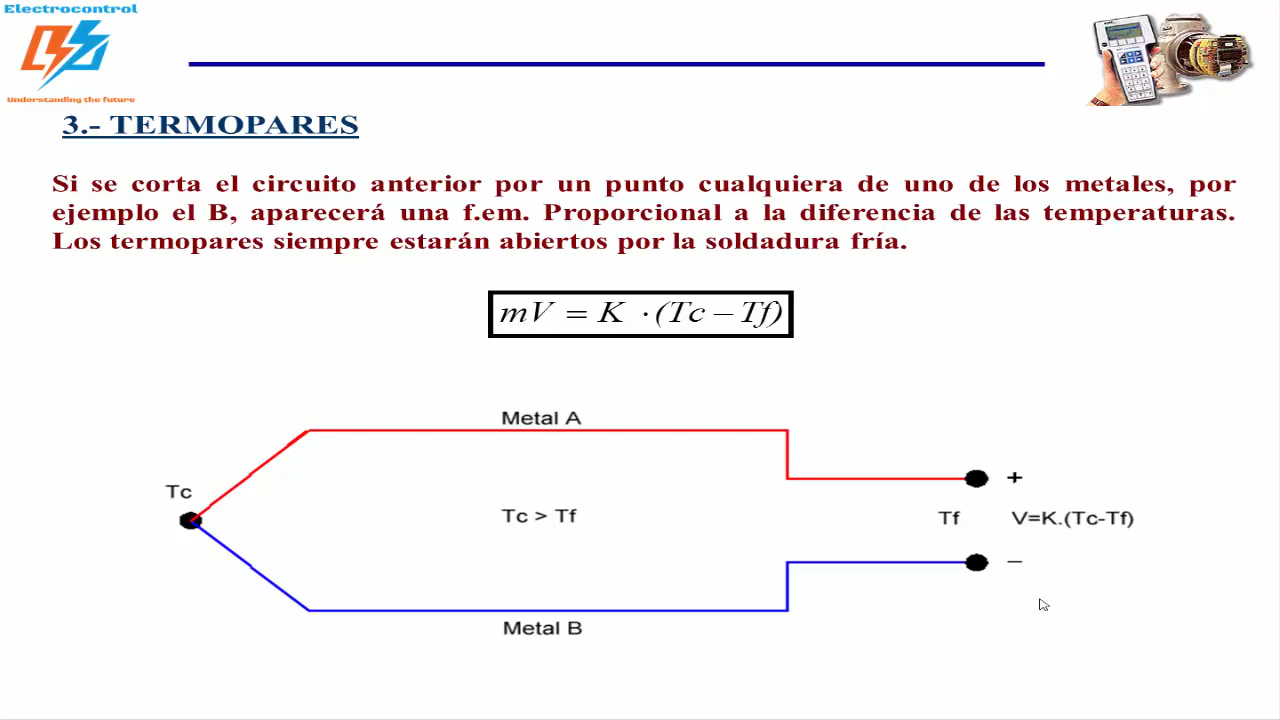 Electrocontrol
Understanding the future
3.- TERMOPARES
Si se corta el circuito anterior por un punto cualquiera de uno de los metales, por
ejemplo el B, aparecerá una f.em. Proporcional a la diferencia de las temperaturas.
Los termopares siempre estarán abiertos por la soldadura fría.
mV = K · (Tc − Tf)
Metal A
Tc
+
Tc > Tf
Tf
V=K.(Tc-Tf)
−
Metal B